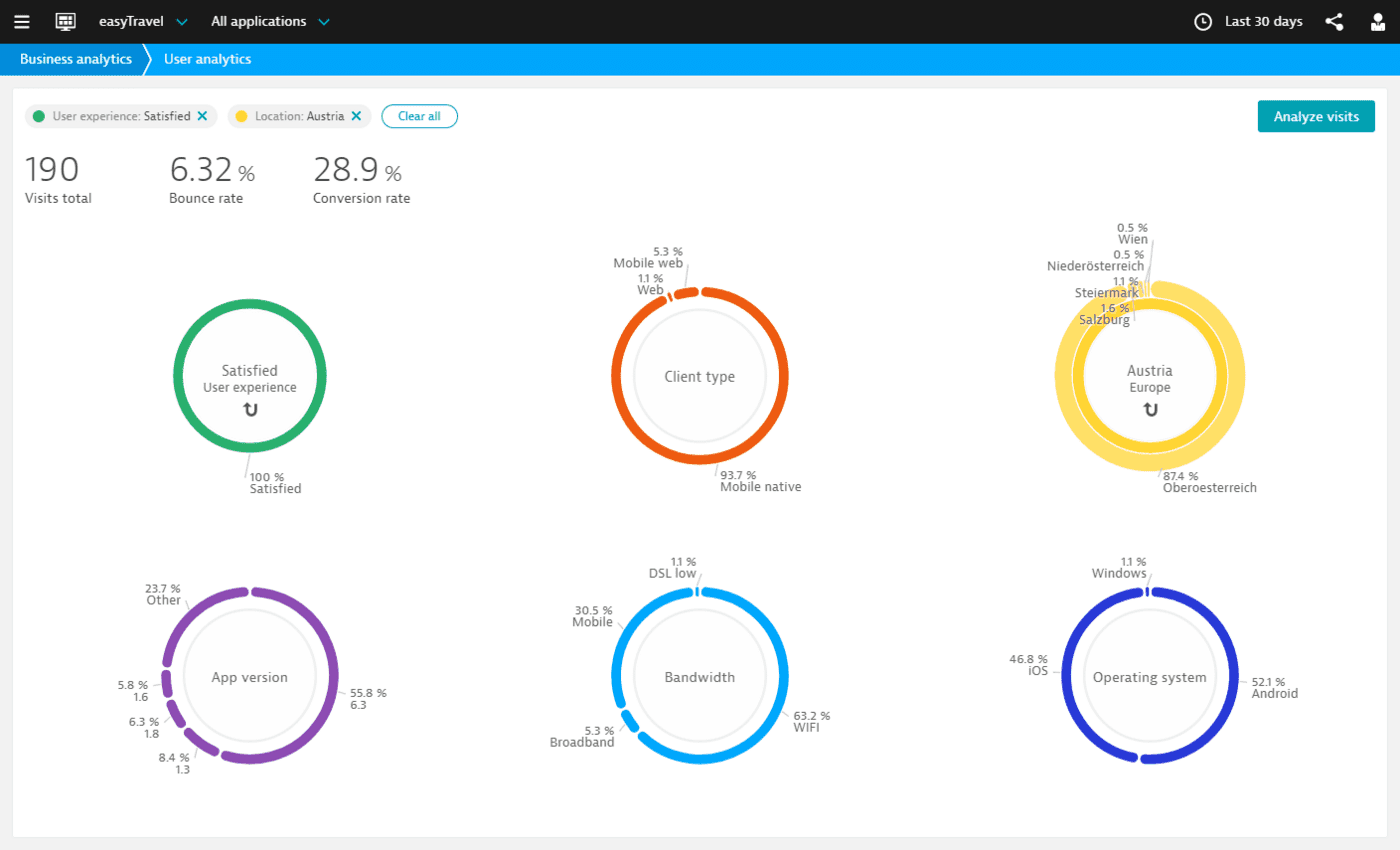 easyTravel
All applications
Last 30 days
Business analytics
User analytics
User experience: Satisfied
Location: Austria
Clear all
Analyze visits
190
Visits total
6.32 %
Bounce rate
28.9 %
Conversion rate
Satisfied
User experience
100 %
Satisfied
5.3 %
Mobile web
1.1 %
Web
Client type
93.7 %
Mobile native
0.5 %
Wien
0.5 %
Niederösterreich
1.1 %
Steiermark
1.6 %
Salzburg
Austria
Europe
87.4 %
Oberoesterreich
23.7 %
Other
5.8 %
1.6
6.3 %
1.8
8.4 %
1.3
App version
55.8 %
6.3
1.1 %
DSL low
30.5 %
Mobile
5.3 %
Broadband
Bandwidth
63.2 %
WIFI
1.1 %
Windows
46.8 %
iOS
Operating system
52.1 %
Android